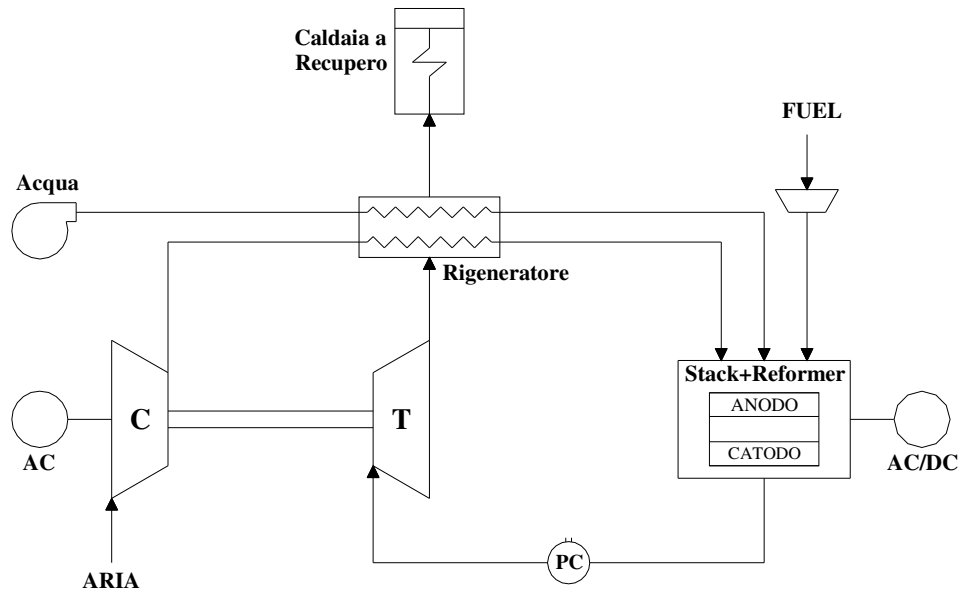 Caldaia a
Recupero
FUEL
Acqua
Rigeneratore
Stack+Reformer
ANODO
CATODO
C
T
AC
AC/DC
PC
ARIA